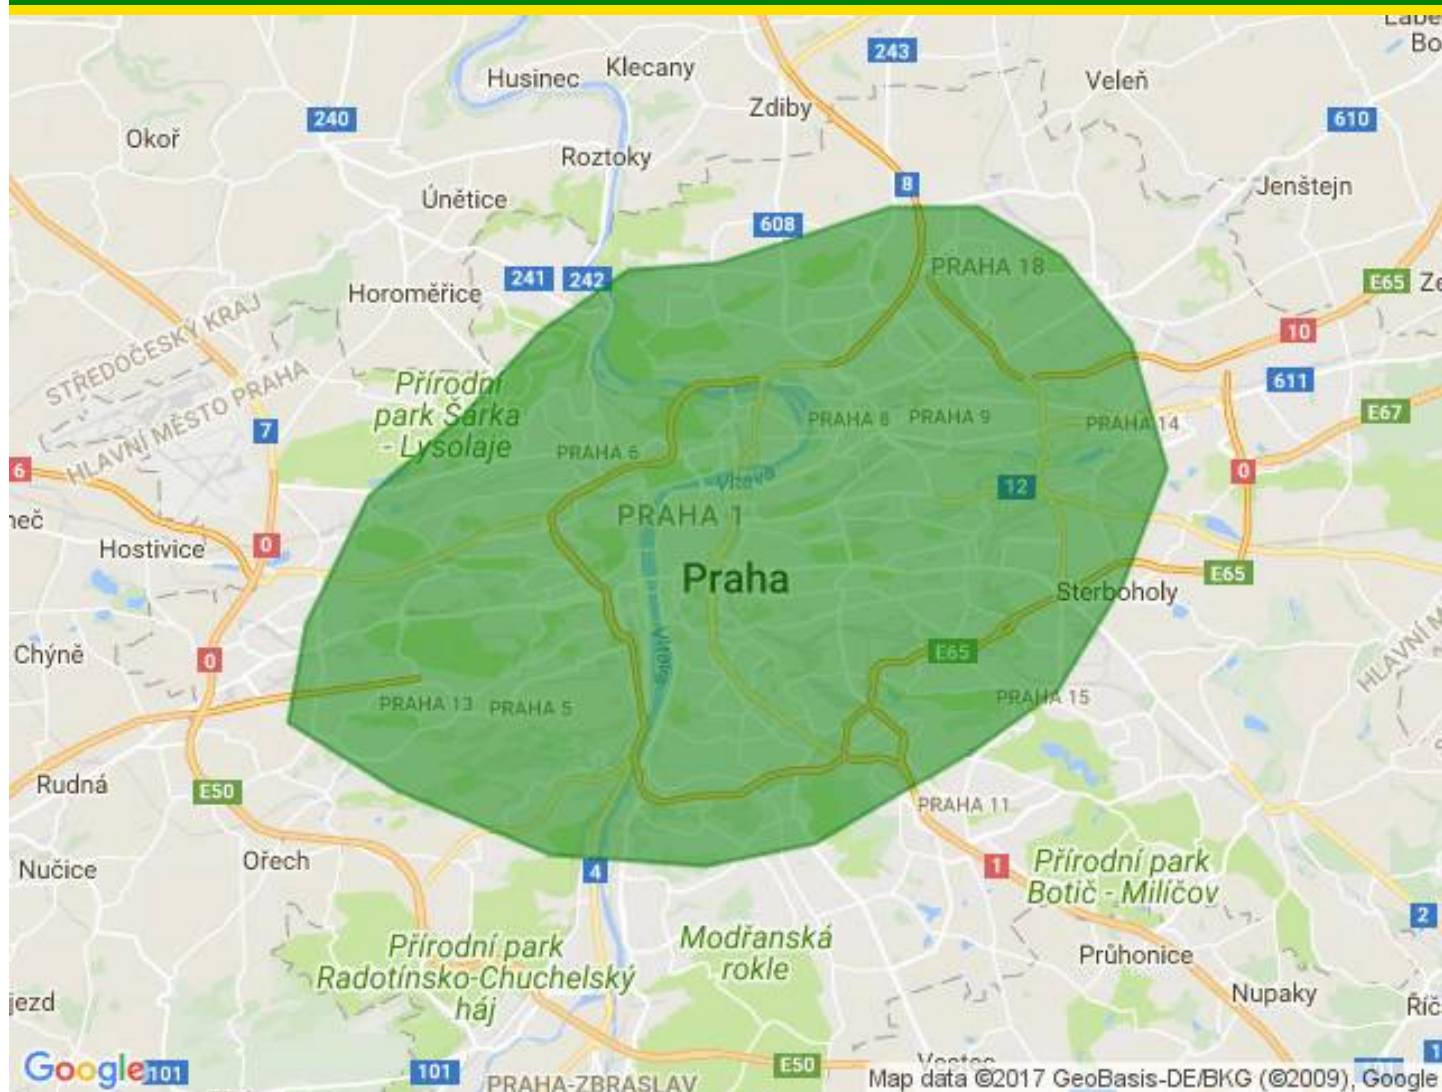 243
Klecany
Husinec
Veleň
Zdiby
240
610
Okoř
Roztoky
8
Jenštejn
Únětice
608
PRAHA 18
241
242
E65
Horoměřice
STŘEDOČESKÝ KRAJ
10
Přírodní
park Šárka
- Lysolaje
611
HLAVNÍ MĚSTO PRAHA
E67
PRAHA 8
PRAHA 9
PRAHA 14
7
PRAHA 6
6
0
Vltava
12
PRAHA 1
Hostivice
0
Praha
E65
Sterboholy
Chýně
0
Vltava
E65
PRAHA 13
PRAHA 5
PRAHA 15
Rudná
E50
PRAHA 11
Nučice
Ořech
4
1
Přírodní park
Botič - Milíčov
2
Přírodní park
Radotínsko-Chuchelský
háj
Modřanská
rokle
Průhonice
Nupaky
E50
Google
101
101
PRAHA-ZBRASLAV
Map data ©2017 GeoBasis-DE/BKG (©2009), Google